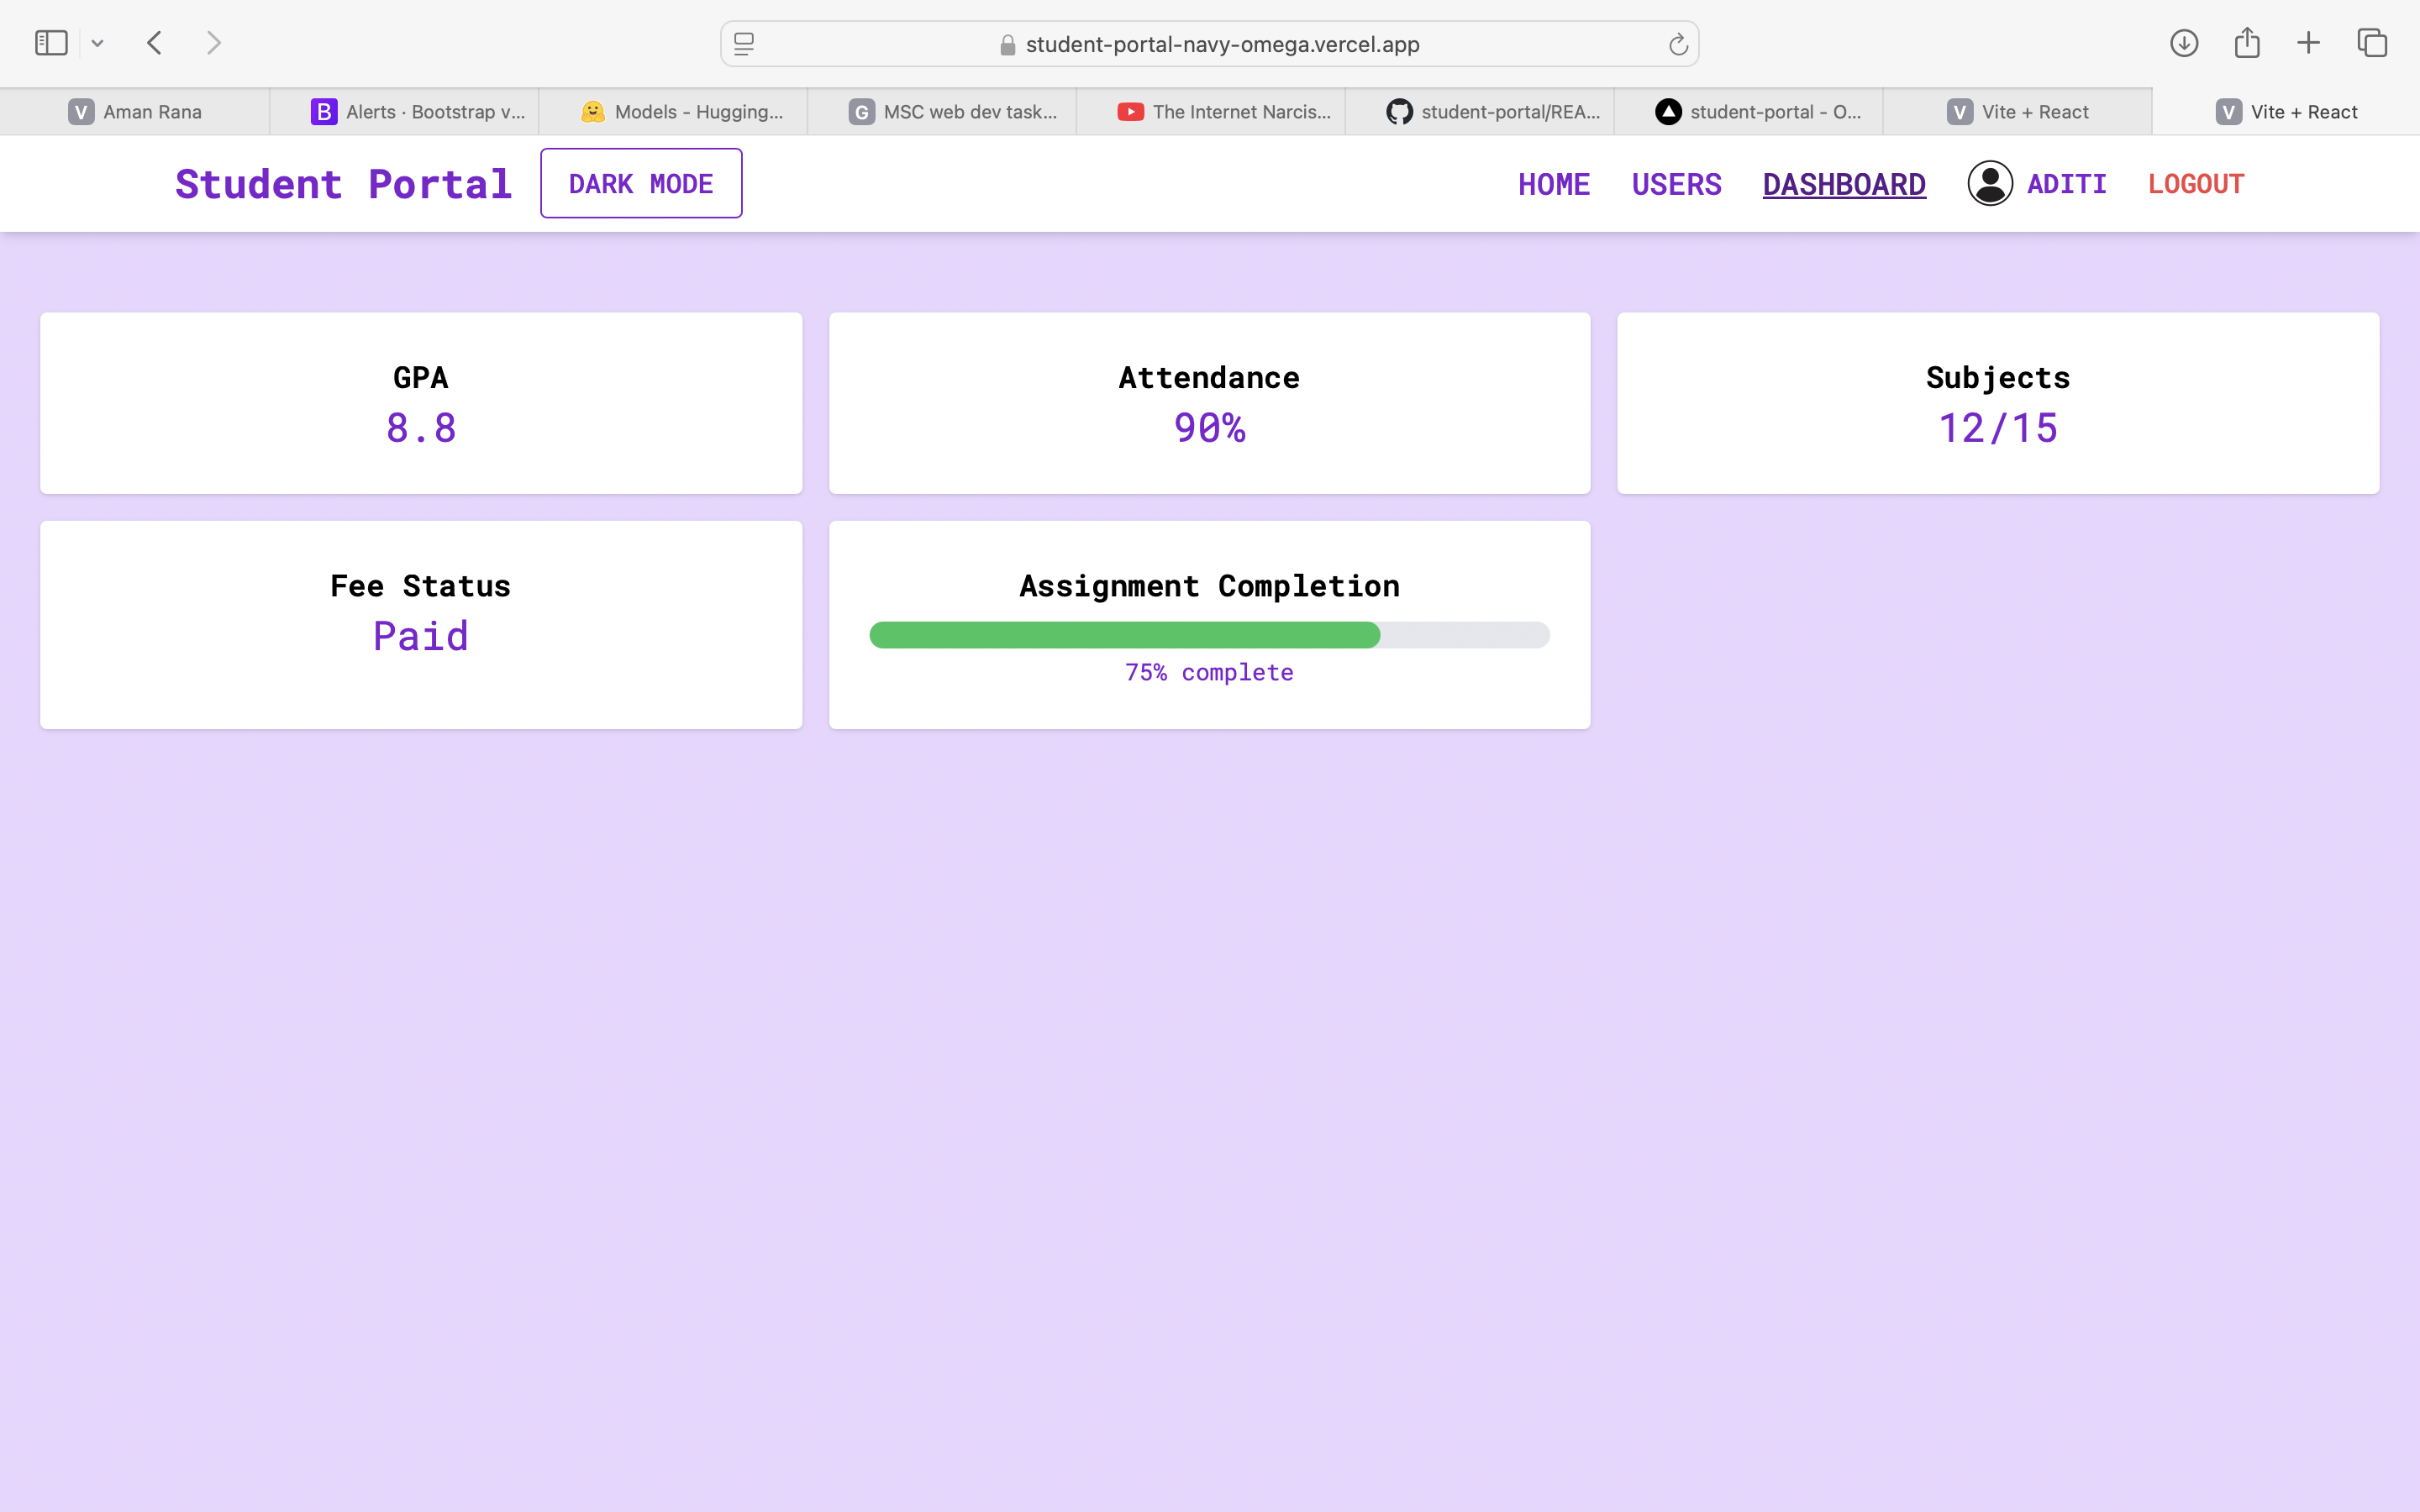 student-portal-navy-omega.vercel.app
V Aman Rana
B Alerts · Bootstrap v...
Models - Hugging...
G MSC web dev task...
The Internet Narcis...
student-portal/REA...
student-portal - O...
V Vite + React
V Vite + React
Student Portal
DARK MODE
HOME
USERS
DASHBOARD
ADITI
LOGOUT
GPA
8.8
Attendance
90%
Subjects
12/15
Fee Status
Paid
Assignment Completion
75% complete